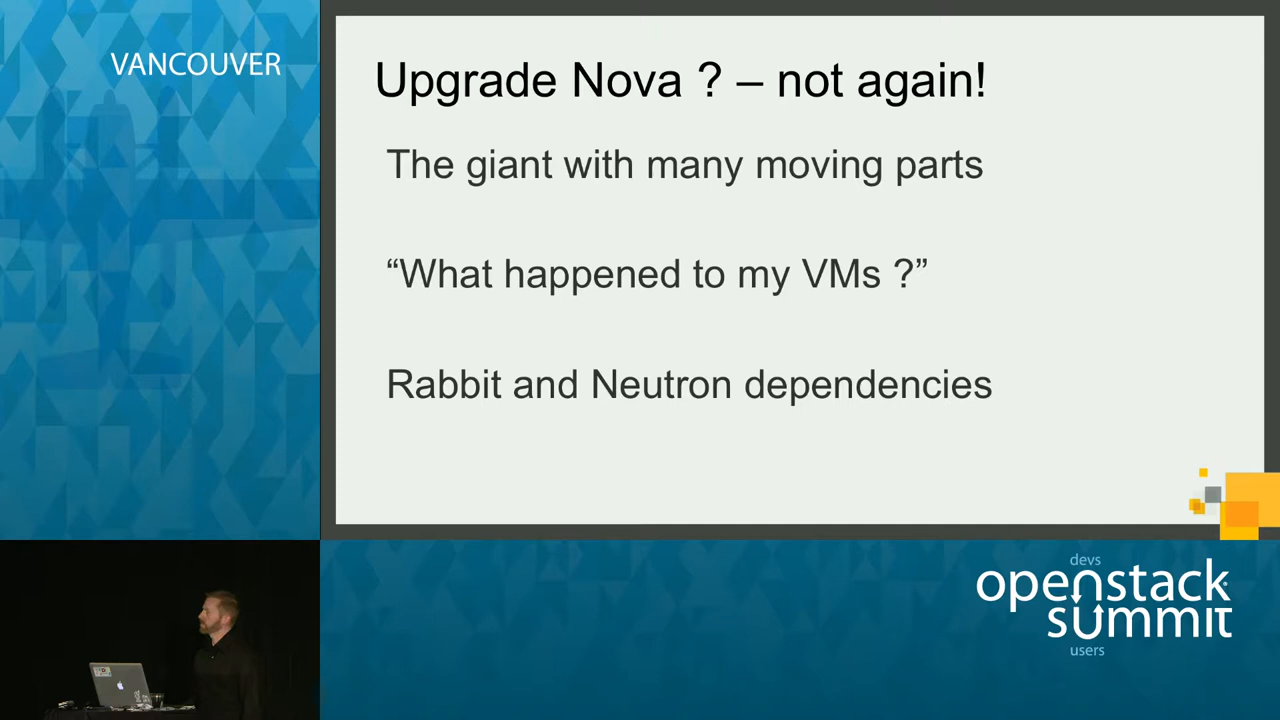 VANCOUVER
Upgrade Nova ? – not again!
The giant with many moving parts
“What happened to my VMs ?”
Rabbit and Neutron dependencies
devs
openstack
summit
users